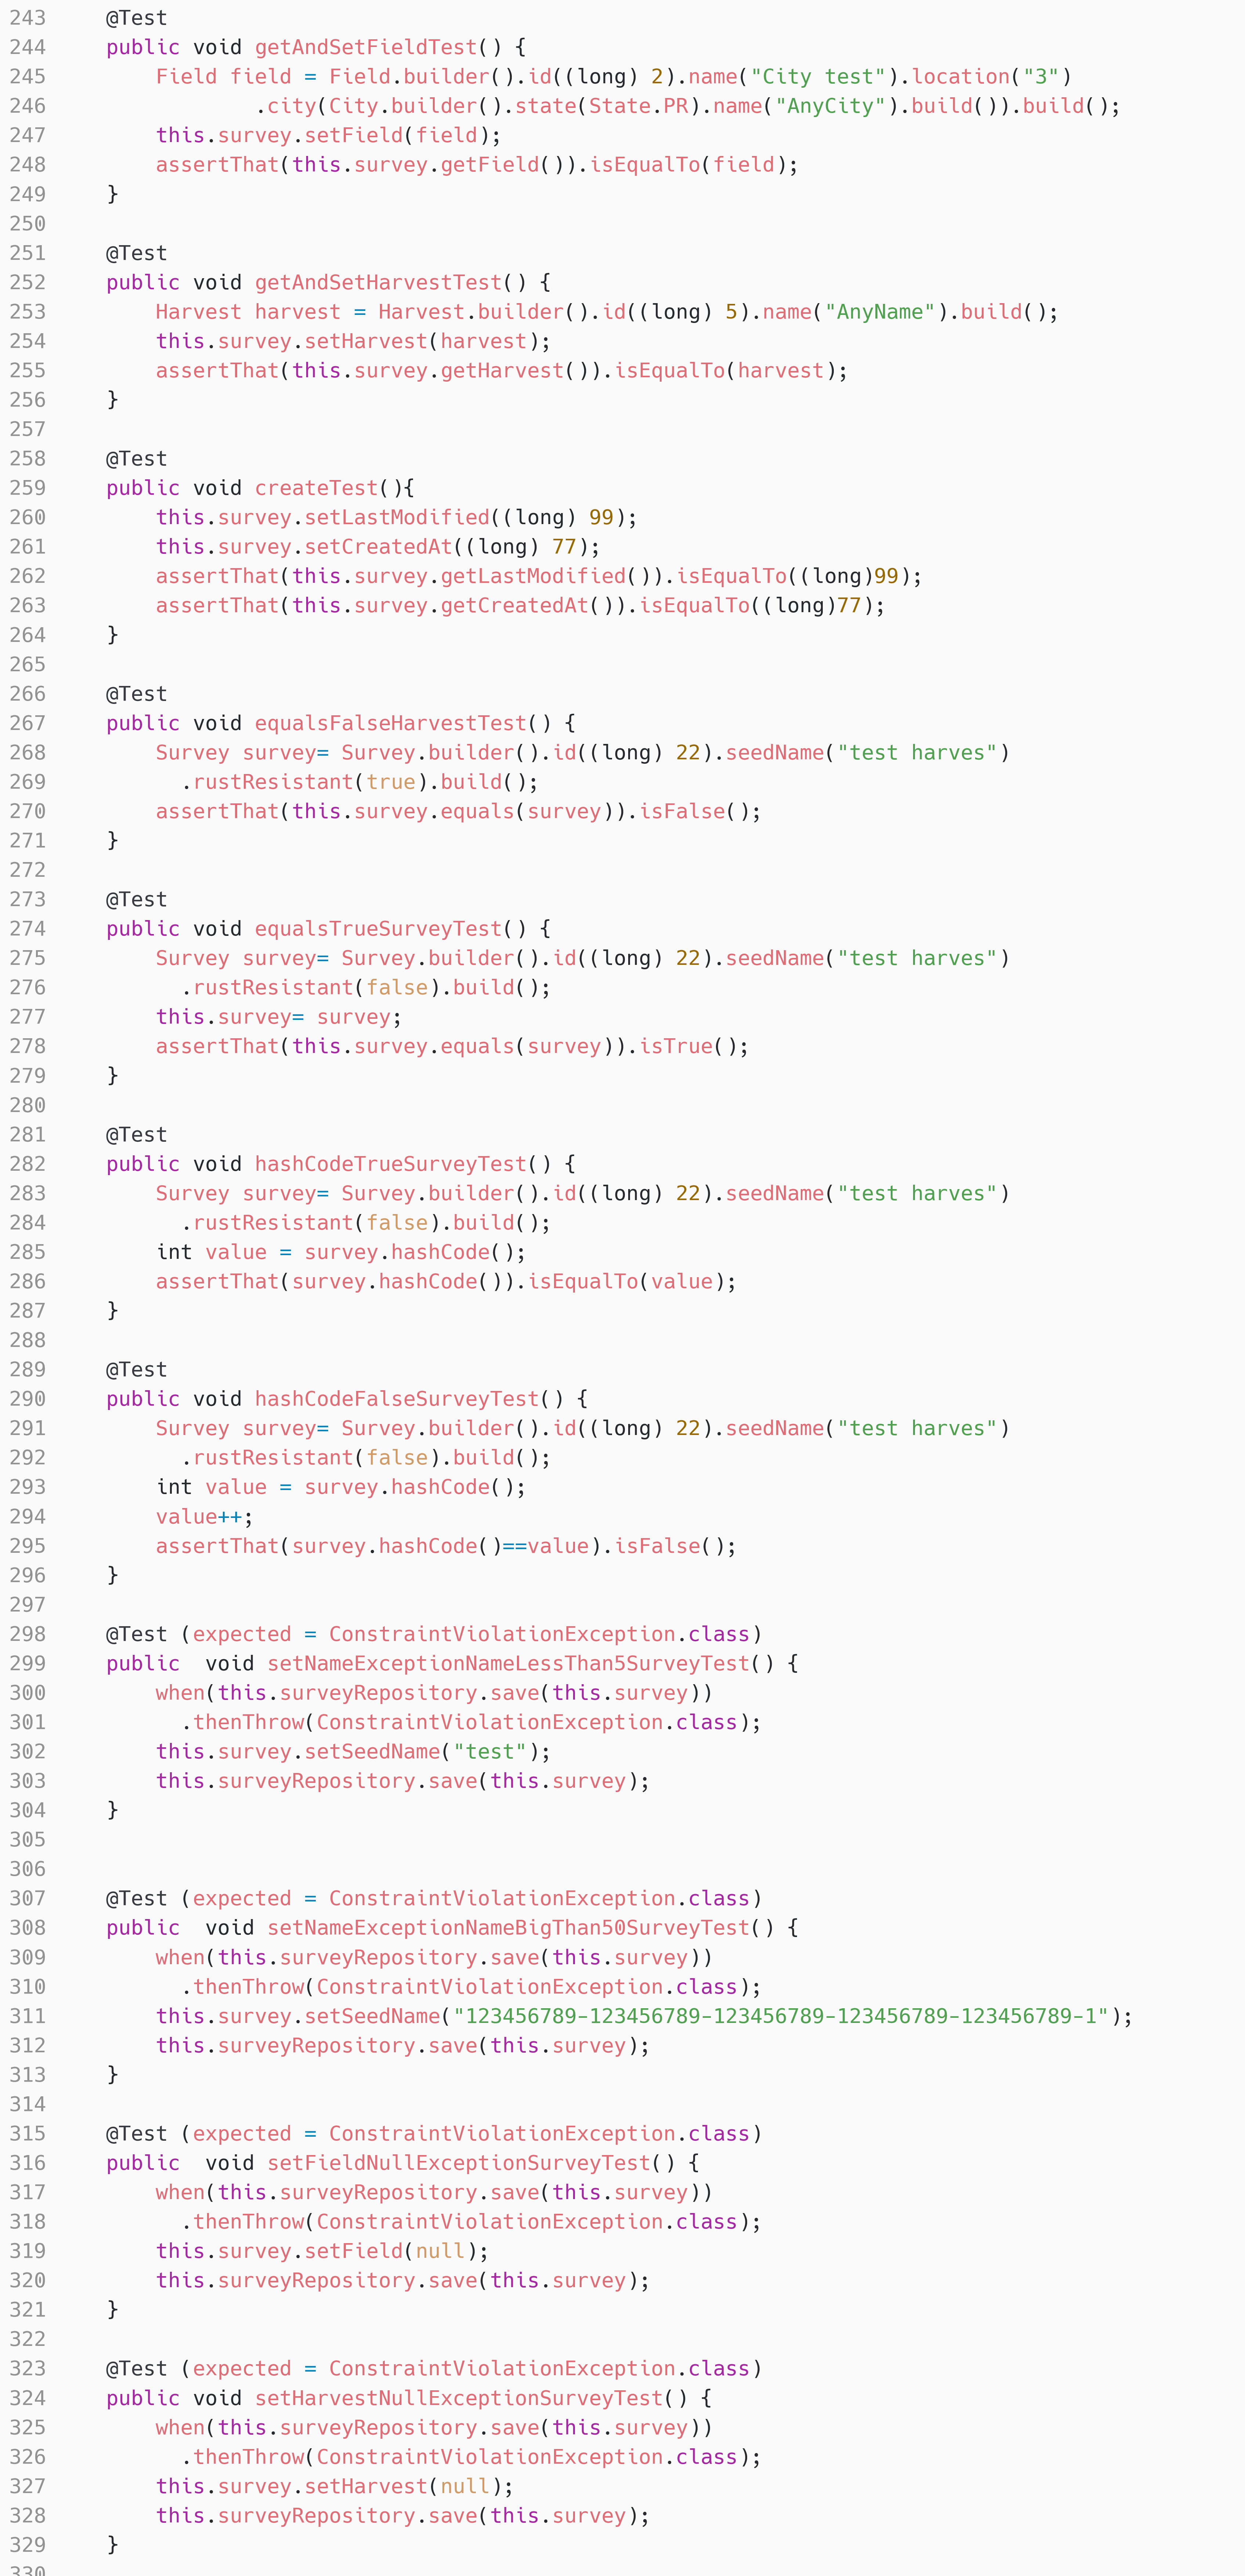 243     @Test
244     public void getAndSetFieldTest() {
245         Field field = Field.builder().id((long) 2).name("City test").location("3")
246                 .city(City.builder().state(State.PR).name("AnyCity").build()).build();
247         this.survey.setField(field);
248         assertThat(this.survey.getField()).isEqualTo(field);
249     }
250
251     @Test
252     public void getAndSetHarvestTest() {
253         Harvest harvest = Harvest.builder().id((long) 5).name("AnyName").build();
254         this.survey.setHarvest(harvest);
255         assertThat(this.survey.getHarvest()).isEqualTo(harvest);
256     }
257
258     @Test
259     public void createTest(){
260         this.survey.setLastModified((long) 99);
261         this.survey.setCreatedAt((long) 77);
262         assertThat(this.survey.getLastModified()).isEqualTo((long)99);
263         assertThat(this.survey.getCreatedAt()).isEqualTo((long)77);
264     }
265
266     @Test
267     public void equalsFalseHarvestTest() {
268         Survey survey= Survey.builder().id((long) 22).seedName("test harves")
269           .rustResistant(true).build();
270         assertThat(this.survey.equals(survey)).isFalse();
271     }
272
273     @Test
274     public void equalsTrueSurveyTest() {
275         Survey survey= Survey.builder().id((long) 22).seedName("test harves")
276           .rustResistant(false).build();
277         this.survey= survey;
278         assertThat(this.survey.equals(survey)).isTrue();
279     }
280
281     @Test
282     public void hashCodeTrueSurveyTest() {
283         Survey survey= Survey.builder().id((long) 22).seedName("test harves")
284           .rustResistant(false).build();
285         int value = survey.hashCode();
286         assertThat(survey.hashCode()).isEqualTo(value);
287     }
288
289     @Test
290     public void hashCodeFalseSurveyTest() {
291         Survey survey= Survey.builder().id((long) 22).seedName("test harves")
292           .rustResistant(false).build();
293         int value = survey.hashCode();
294         value++;
295         assertThat(survey.hashCode()==value).isFalse();
296     }
297
298     @Test (expected = ConstraintViolationException.class)
299     public  void setNameExceptionNameLessThan5SurveyTest() {
300         when(this.surveyRepository.save(this.survey))
301           .thenThrow(ConstraintViolationException.class);
302         this.survey.setSeedName("test");
303         this.surveyRepository.save(this.survey);
304     }
305
306
307     @Test (expected = ConstraintViolationException.class)
308     public  void setNameExceptionNameBigThan50SurveyTest() {
309         when(this.surveyRepository.save(this.survey))
310           .thenThrow(ConstraintViolationException.class);
311         this.survey.setSeedName("123456789-123456789-123456789-123456789-123456789-1");
312         this.surveyRepository.save(this.survey);
313     }
314
315     @Test (expected = ConstraintViolationException.class)
316     public  void setFieldNullExceptionSurveyTest() {
317         when(this.surveyRepository.save(this.survey))
318           .thenThrow(ConstraintViolationException.class);
319         this.survey.setField(null);
320         this.surveyRepository.save(this.survey);
321     }
322
323     @Test (expected = ConstraintViolationException.class)
324     public void setHarvestNullExceptionSurveyTest() {
325         when(this.surveyRepository.save(this.survey))
326           .thenThrow(ConstraintViolationException.class);
327         this.survey.setHarvest(null);
328         this.surveyRepository.save(this.survey);
329     }
330